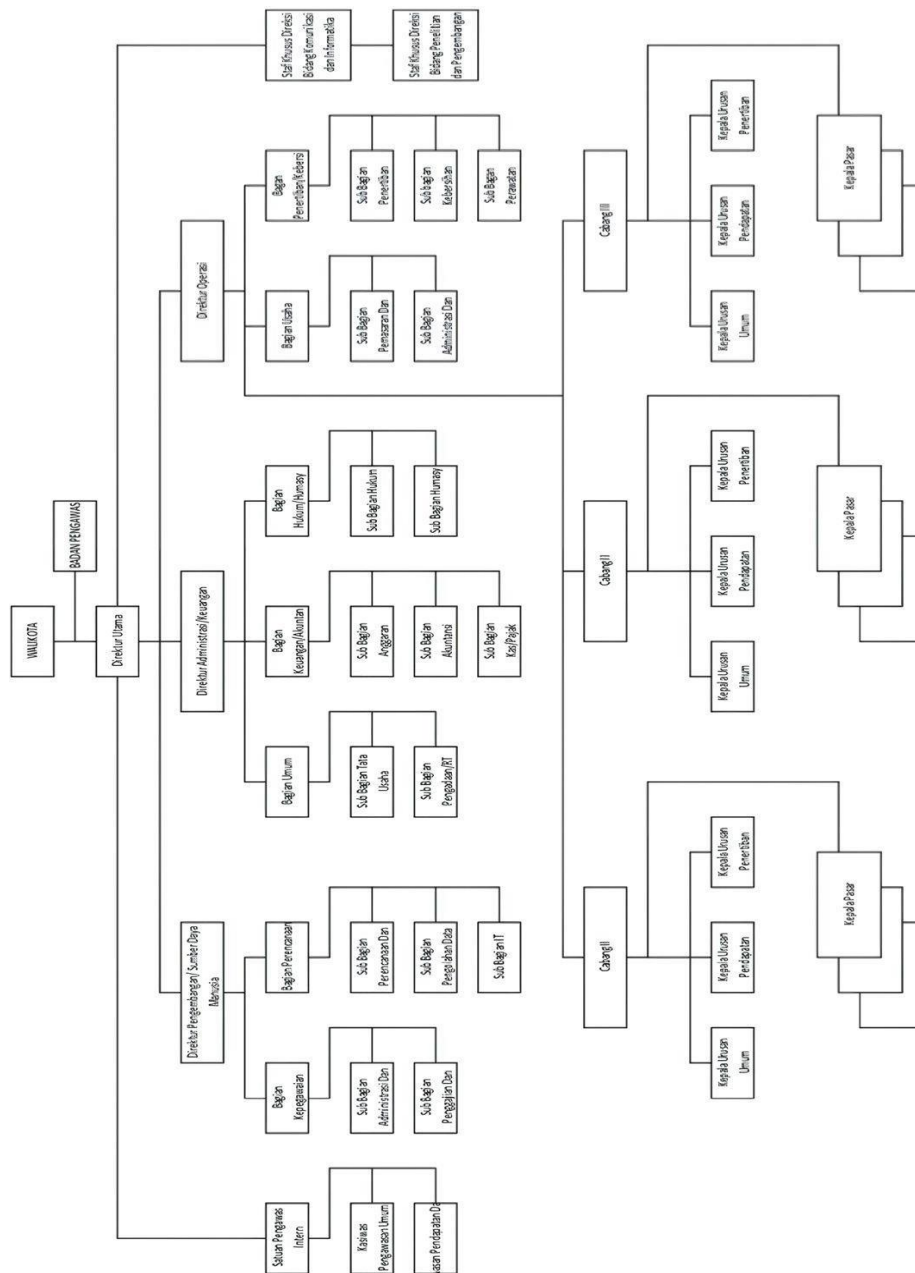 WALIKOTA
BADAN PENGAWAS
Direktur Utama
Staf Khusus Direksi
Bidang Komunikasi
dan Informatika
Staf Khusus Direksi
Bidang Penelitian
dan Pengembangan
Satuan Pengawas
Intern
Kasiwas
Pengawasan Umum
asan Pendapatan Da
Direktur Pengembangan/ Sumber Daya
Manusia
Bagian
Kepegawaian
Sub Bagian
Administrasi Dan
Sub Bagian
Penggajian Dan
Bagian Perencanaan
Sub Bagian
Perencanaan Dan
Sub Bagian
Pengolahan Data
Sub Bagian IT
Direktur Administrasi/Keuangan
Bagian Umum
Sub Bagian Tata
Usaha
Sub Bagian
Pengadaan/RT
Bagian
Keuangan/Akuntan
Sub Bagian
Anggaran
Sub Bagian
Akuntansi
Sub Bagian
Kas/Pajak
Bagian
Hukum/Humasy
Sub Bagian Hukum
Sub Bagian Humasy
Direktur Operasi
Bagian Usaha
Sub Bagian
Pemasaran Dan
Sub Bagian
Administrasi Dan
Bagan
Penertiban/Kebersi
Sub Bagian
Penertiban
Sub bagian
Kebersihan
Sub Bagan
Perawatan
Cabang II
Kepala Urusan
Umum
Kepala Urusan
Pendapatan
Kepala Urusan
Penertiban
Kepala Pasar
Cabang II
Kepala Urusan
Umum
Kepala Urusan
Pendapatan
Kepala Urusan
Penertiban
Kepala Pasar
Cabang III
Kepala Urusan
Umum
Kepala Urusan
Pendapatan
Kepala Urusan
Penertiban
Kepala Pasar